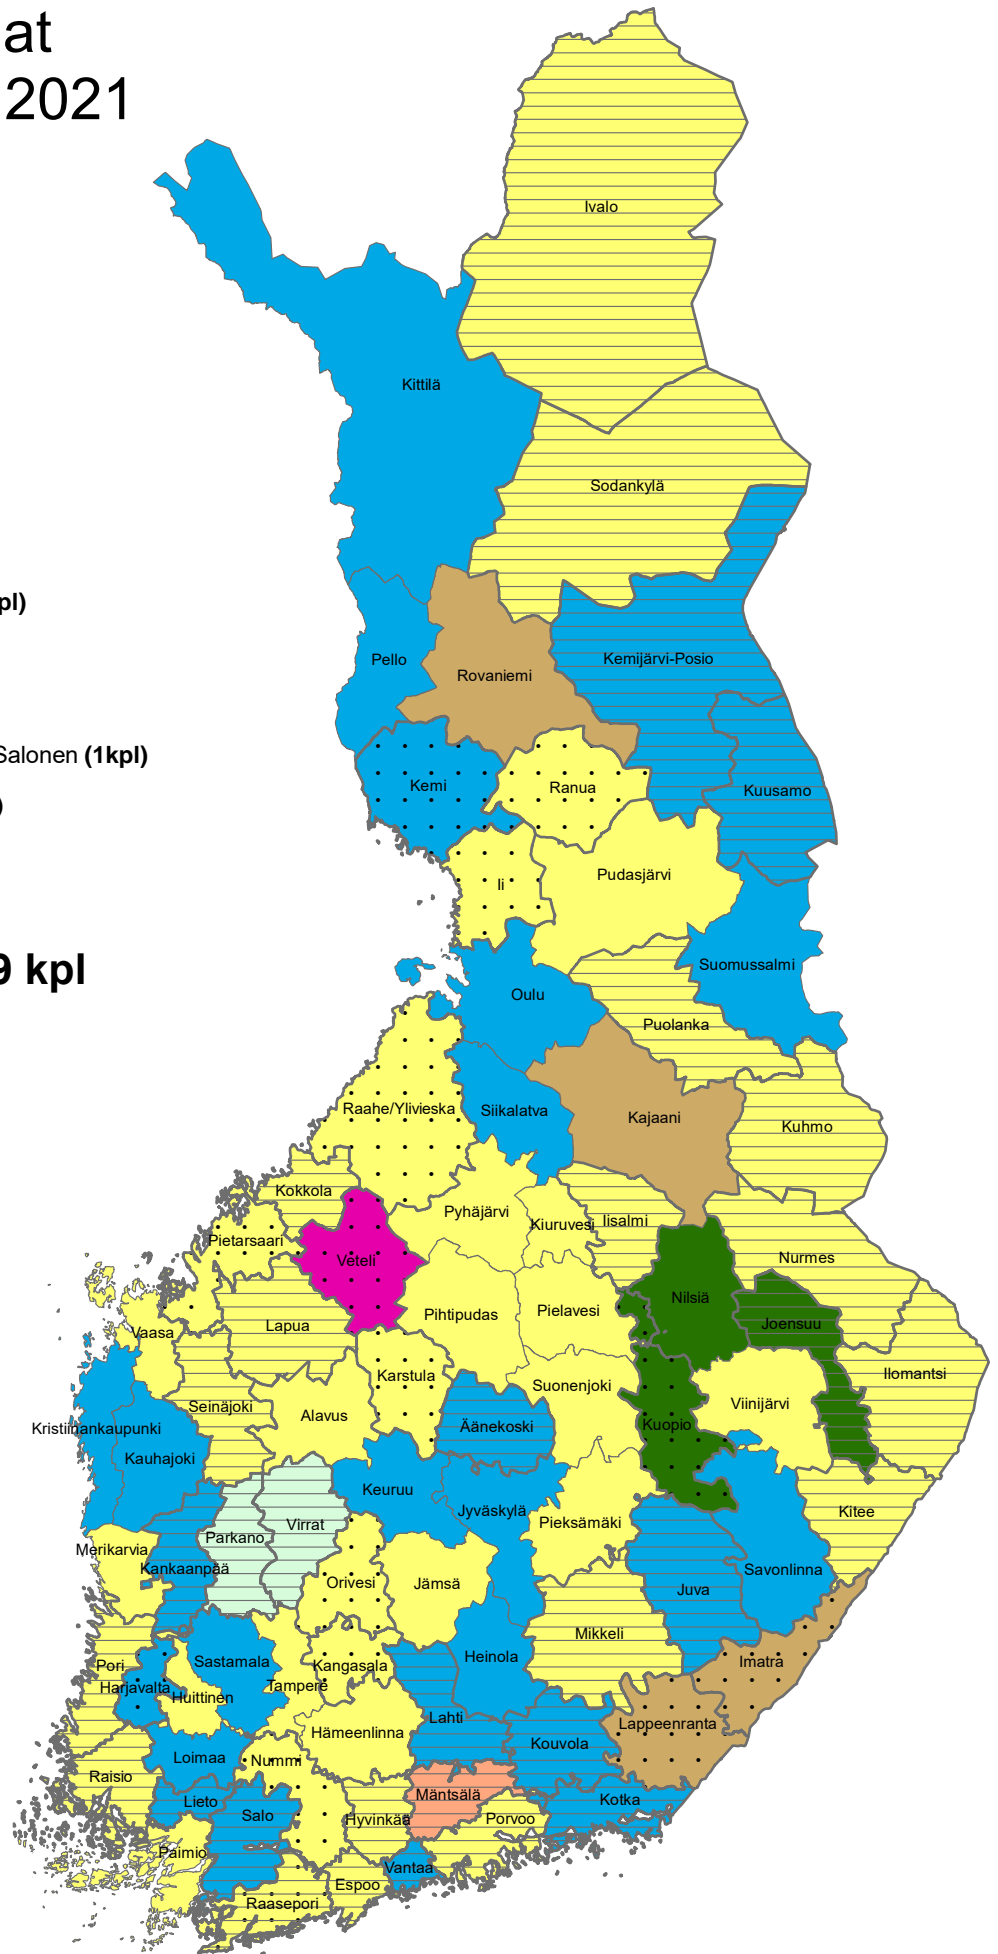 at
2021
Ivalo
Kittilä
Sodankylä
pl)
Pello
Kemijärvi-Posio
Rovaniemi
Salonen (1kpl)
Kemi
Ranua
Kuusamo
)
Pudasjärvi
Ii
9 kpl
Suomussalmi
Oulu
Puolanka
Raahe/Ylivieska
Siikalatva
Kajaani
Kuhmo
Kokkola
Pyhäjärvi
Kiuruvesi
Iisalmi
Pietarsaari
Veteli
Nurmes
Nilsiä
Pihtipudas
Pielavesi
Joensuu
Vaasa
Lapua
Karstula
Suonenjoki
Ilomantsi
Seinäjoki
Alavus
Viinijärvi
Kristiinankaupunki
Äänekoski
Kuopio
Kauhajoki
Keuruu
Jyväskylä
Kitee
Virrat
Pieksämäki
Parkano
Merikarvia
Kankaanpää
Orivesi
Jämsä
Savonlinna
Juva
Mikkeli
Heinola
Sastamala
Imatra
Pori
Kangasala
Tampere
Harjavalta
Huittinen
Lahti
Lappeenranta
Hämeenlinna
Kouvola
Loimaa
Nummi
Raisio
Mäntsälä
Kotka
Lieto
Salo
Hyvinkää
Porvoo
Paimio
Vantaa
Espoo
Raasepori